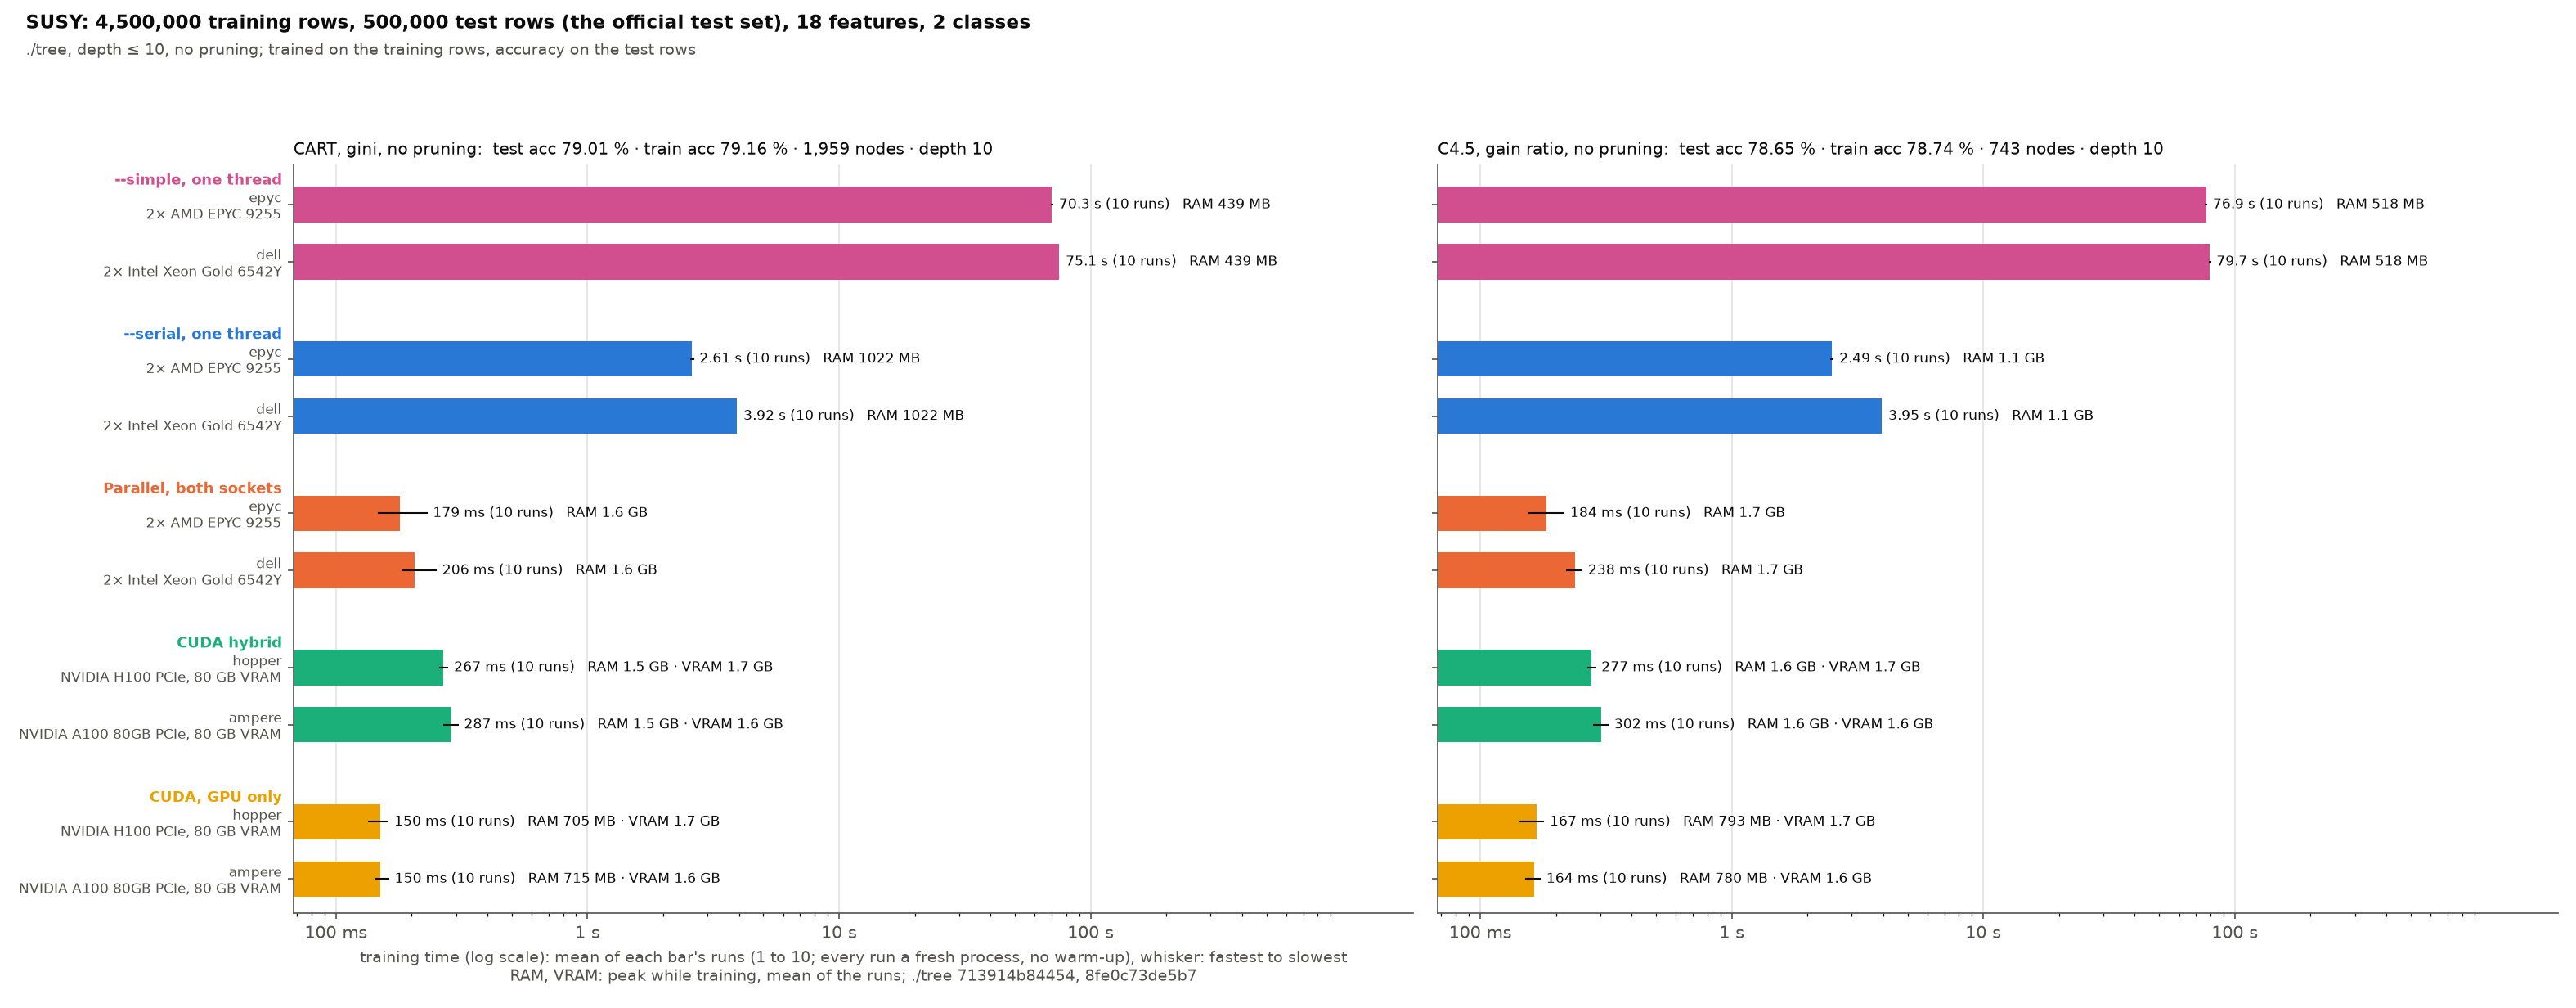 SUSY: 4,500,000 training rows, 500,000 test rows (the official test set), 18 features, 2 classes
./tree, depth ≤ 10, no pruning; trained on the training rows, accuracy on the test rows
CART, gini, no pruning:  test acc 79.01 % · train acc 79.16 % · 1,959 nodes · depth 10
--simple, one thread
epyc
2× AMD EPYC 9255
70.3 s (10 runs)   RAM 439 MB
dell
2× Intel Xeon Gold 6542Y
75.1 s (10 runs)   RAM 439 MB
--serial, one thread
epyc
2× AMD EPYC 9255
2.61 s (10 runs)   RAM 1022 MB
dell
2× Intel Xeon Gold 6542Y
3.92 s (10 runs)   RAM 1022 MB
Parallel, both sockets
epyc
2× AMD EPYC 9255
179 ms (10 runs)   RAM 1.6 GB
dell
2× Intel Xeon Gold 6542Y
206 ms (10 runs)   RAM 1.6 GB
CUDA hybrid
hopper
NVIDIA H100 PCIe, 80 GB VRAM
267 ms (10 runs)   RAM 1.5 GB · VRAM 1.7 GB
ampere
NVIDIA A100 80GB PCIe, 80 GB VRAM
287 ms (10 runs)   RAM 1.5 GB · VRAM 1.6 GB
CUDA, GPU only
hopper
NVIDIA H100 PCIe, 80 GB VRAM
150 ms (10 runs)   RAM 705 MB · VRAM 1.7 GB
ampere
NVIDIA A100 80GB PCIe, 80 GB VRAM
150 ms (10 runs)   RAM 715 MB · VRAM 1.6 GB
100 ms   1 s   10 s   100 s
C4.5, gain ratio, no pruning:  test acc 78.65 % · train acc 78.74 % · 743 nodes · depth 10
76.9 s (10 runs)   RAM 518 MB
79.7 s (10 runs)   RAM 518 MB
2.49 s (10 runs)   RAM 1.1 GB
3.95 s (10 runs)   RAM 1.1 GB
184 ms (10 runs)   RAM 1.7 GB
238 ms (10 runs)   RAM 1.7 GB
277 ms (10 runs)   RAM 1.6 GB · VRAM 1.7 GB
302 ms (10 runs)   RAM 1.6 GB · VRAM 1.6 GB
167 ms (10 runs)   RAM 793 MB · VRAM 1.7 GB
164 ms (10 runs)   RAM 780 MB · VRAM 1.6 GB
100 ms   1 s   10 s   100 s
training time (log scale): mean of each bar's runs (1 to 10; every run a fresh process, no warm-up), whisker: fastest to slowest
RAM, VRAM: peak while training, mean of the runs; ./tree 713914b84454, 8fe0c73de5b7